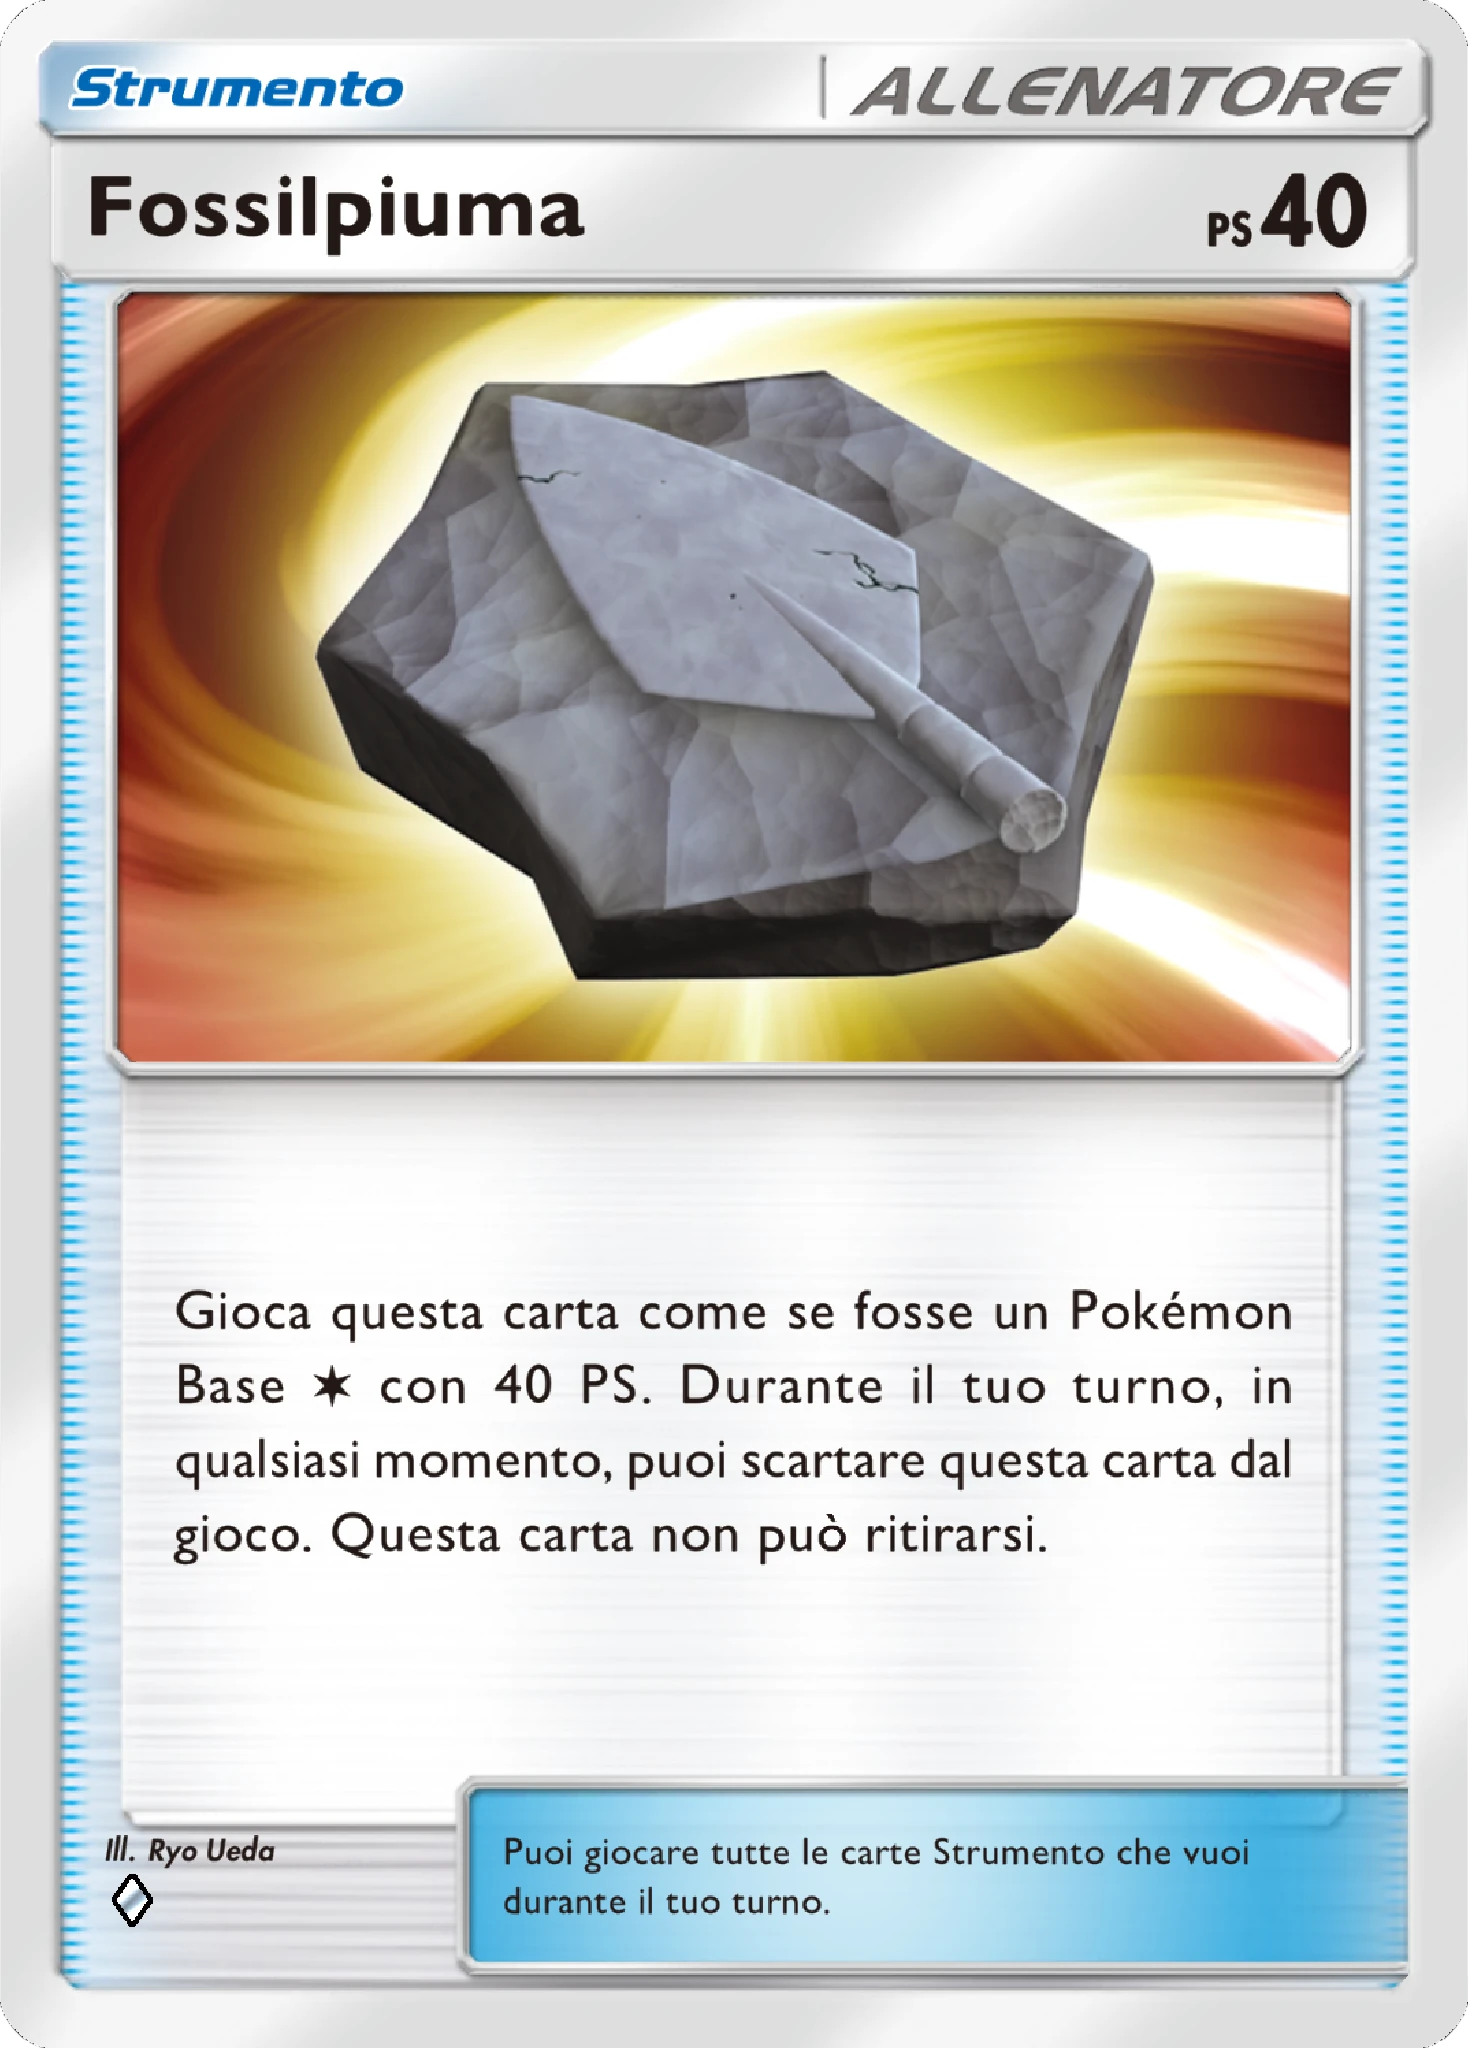 Strumento
ALLENATORE
Fossilpiuma
PS 40
Gioca questa carta come se fosse un Pokémon
Base ✶ con 40 PS. Durante il tuo turno, in
qualsiasi momento, puoi scartare questa carta dal
gioco. Questa carta non può ritirarsi.
Ill. Ryo Ueda
Puoi giocare tutte le carte Strumento che vuoi
durante il tuo turno.